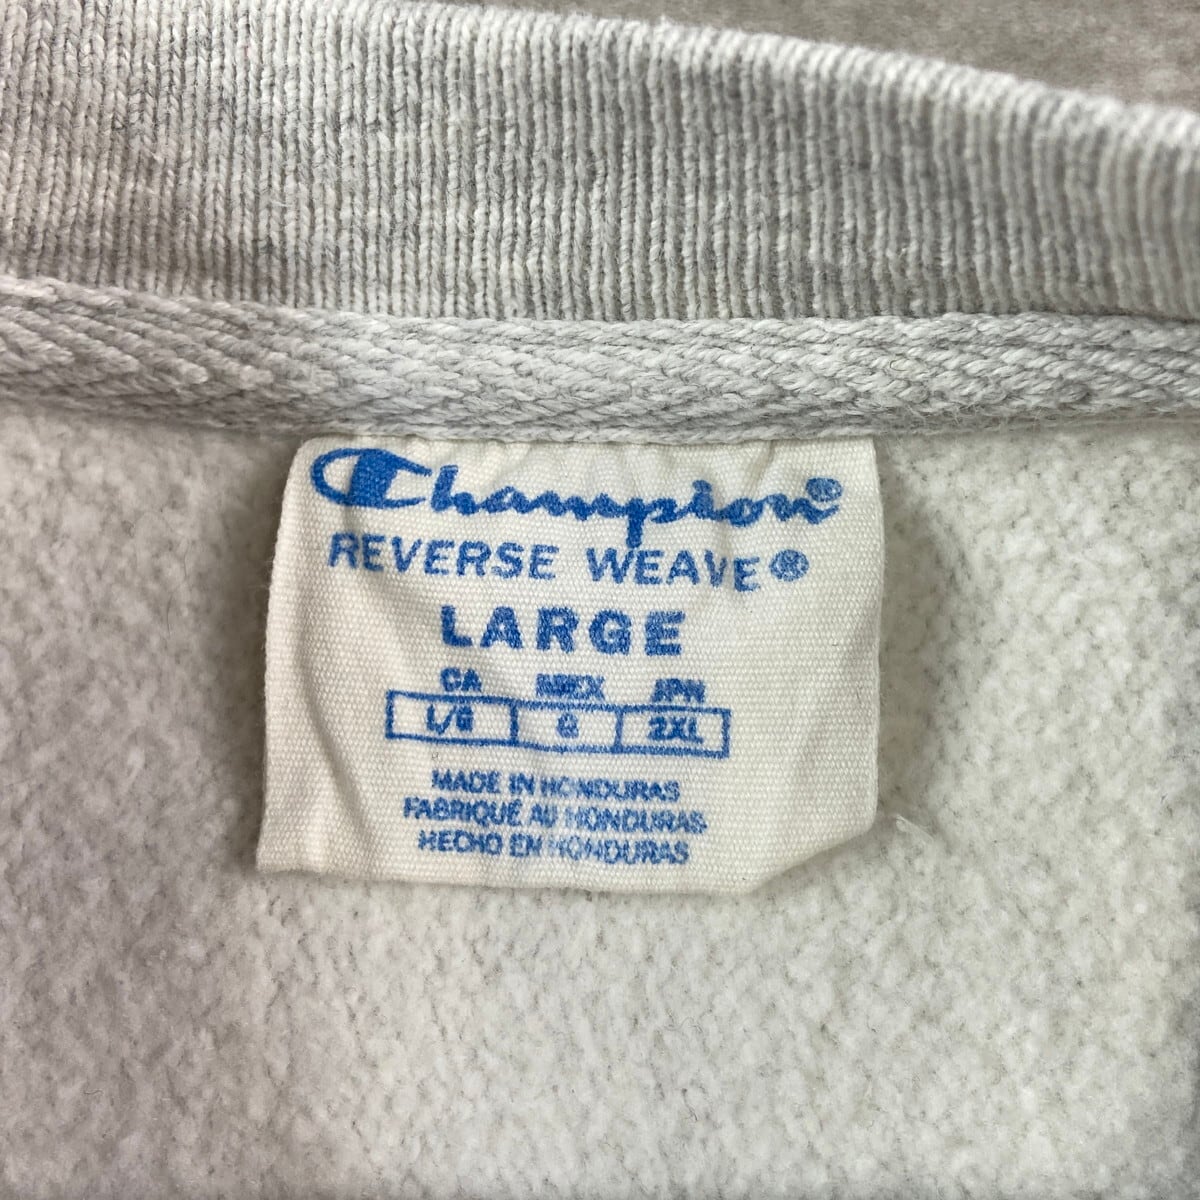 Champion®
REVERSE WEAVE®
LARGE
CA MEX JPN
L/G G 2XL
MADE IN HONDURAS
FABRIQUÉ AU HONDURAS
HECHO EN HONDURAS